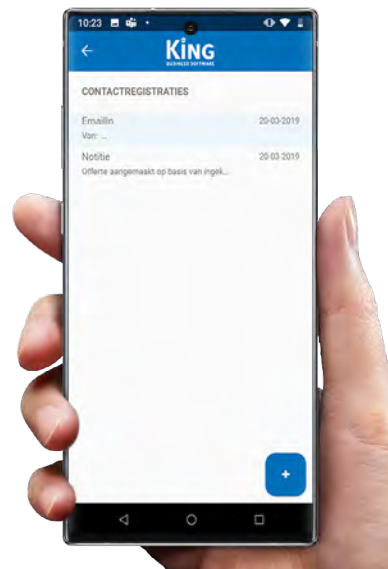 10:23
KING
BUSINESS SOFTWARE
CONTACTREGISTRATIES
EmailIn 20-03-2019
Van: ...
Notitie 20-03-2019
Offerte aangemaakt op basis van ingek...
+